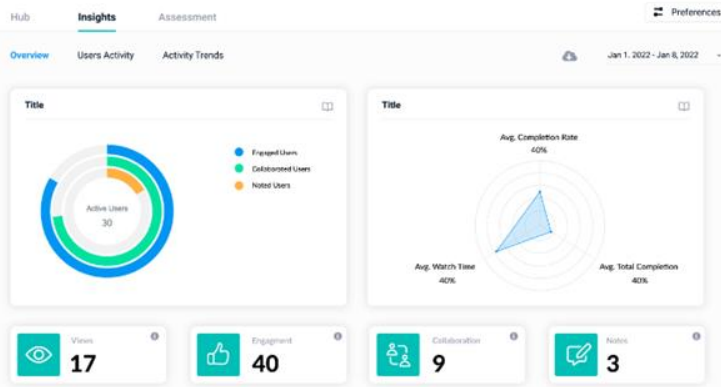 Hub Insights Assessment Preferences
Overview Users Activity Activity Trends Jan 1. 2022 - Jan 8, 2022
Title
Engaged Users
Collaborated Users
Noted Users
Active Users
30
Title
Avg. Completion Rate
40%
Avg. Watch Time
40%
Avg. Total Completion
40%
Views
17
Engagment
40
Collaboration
9
Notes
3